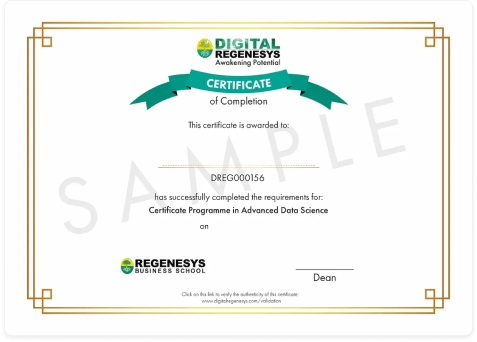 DIGITAL
REGENESYS
Awakening Potential
CERTIFICATE
of Completion
This certificate is awarded to:
SAMPLE
DREG000156
has successfully completed the requirements for:
Certificate Programme in Advanced Data Science
on
REGENESYS
BUSINESS SCHOOL
Dean
Click on this link to verify the authenticity of this certificate
www.digitalregenesys.com/validation